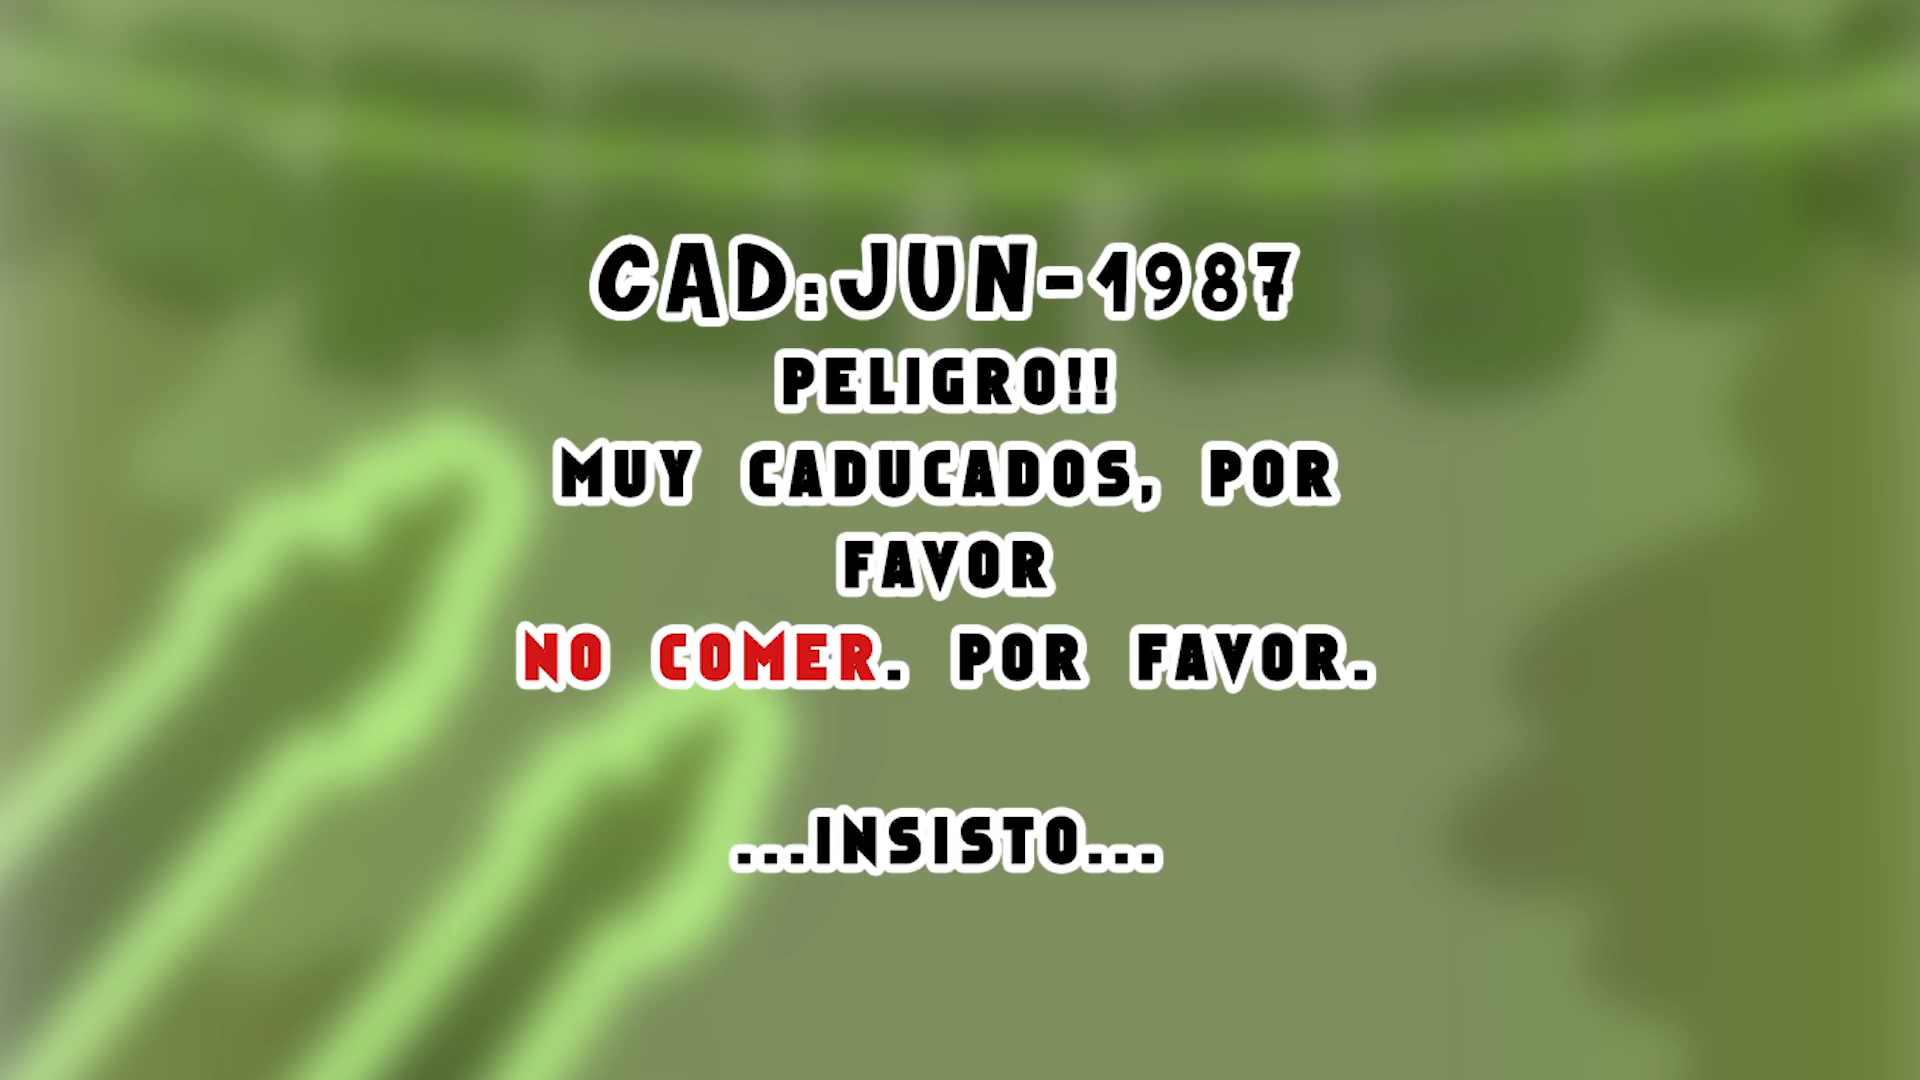 CAD:JUN-1987
PELIGRO!!
MUY CADUCADOS, POR
FAVOR
NO COMER. POR FAVOR.
...INSISTO...